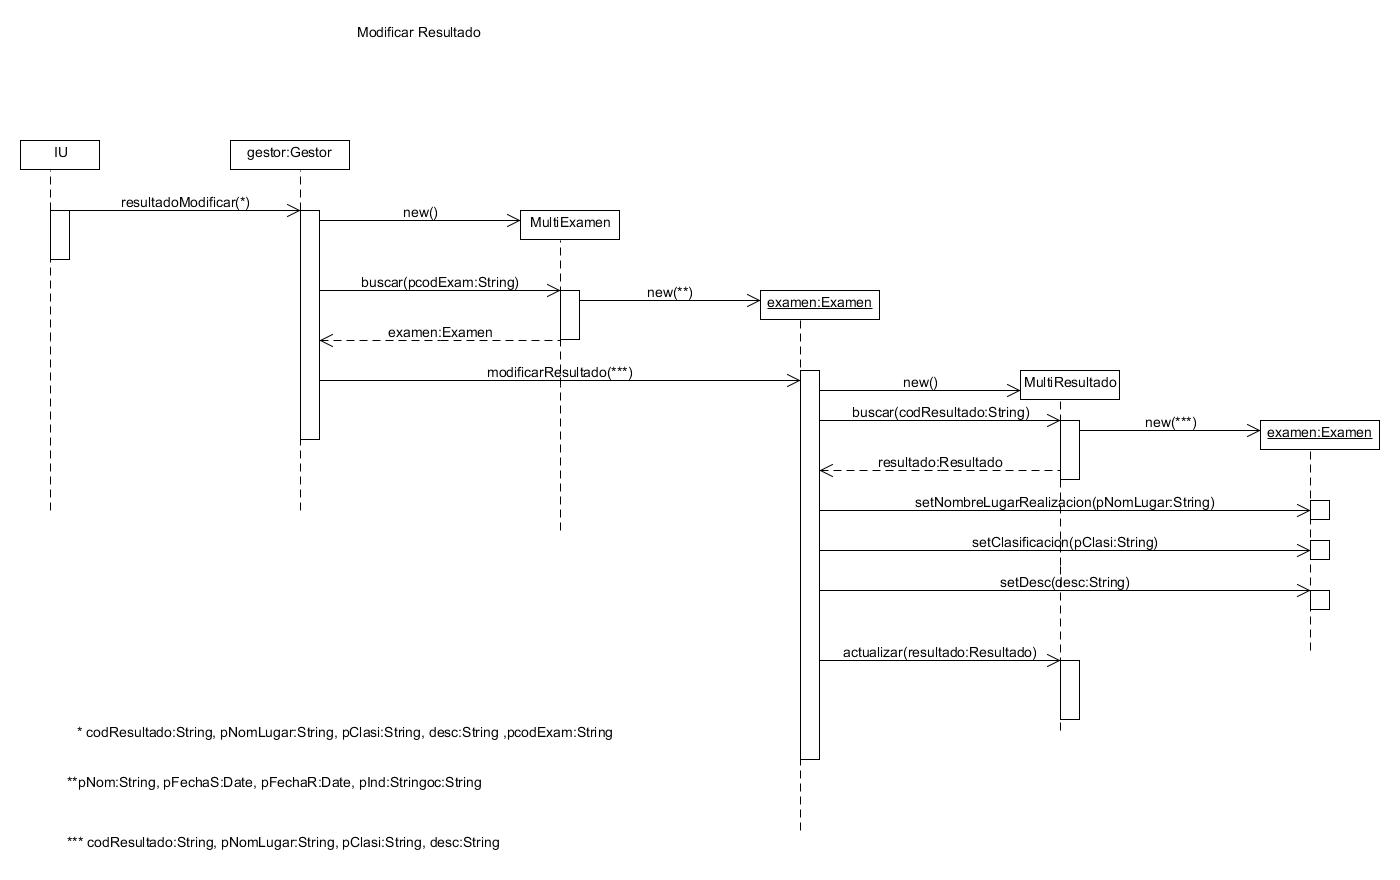 Modificar Resultado
IU
gestor:Gestor
resultadoModificar(*)
new()
MultiExamen
buscar(pcodExam:String)
new(**)
examen:Examen
examen:Examen
modificarResultado(***)
new()
MultiResultado
buscar(codResultado:String)
new(***)
examen:Examen
resultado:Resultado
setNombreLugarRealizacion(pNomLugar:String)
setClasificacion(pClasi:String)
setDesc(desc:String)
actualizar(resultado:Resultado)
* codResultado:String, pNomLugar:String, pClasi:String, desc:String ,pcodExam:String
**pNom:String, pFechaS:Date, pFechaR:Date, pInd:Stringoc:String
*** codResultado:String, pNomLugar:String, pClasi:String, desc:String